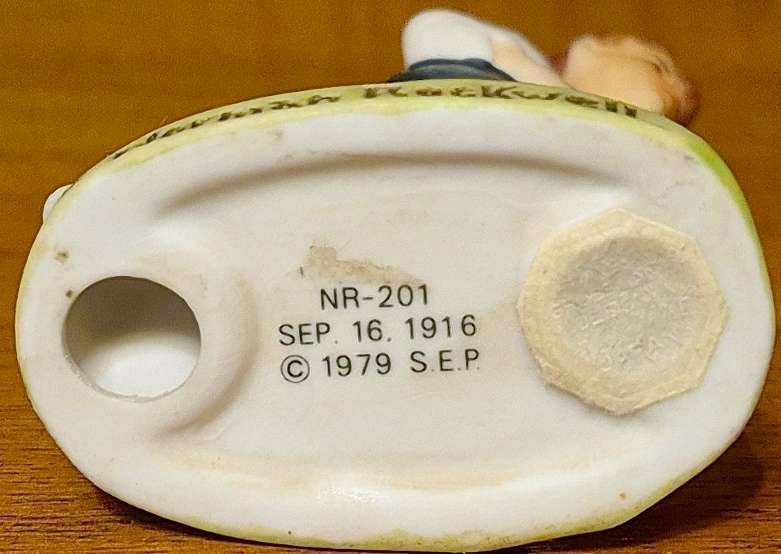 Norman Rockwell
NR-201
SEP. 16, 1916
© 1979 S.E.P.